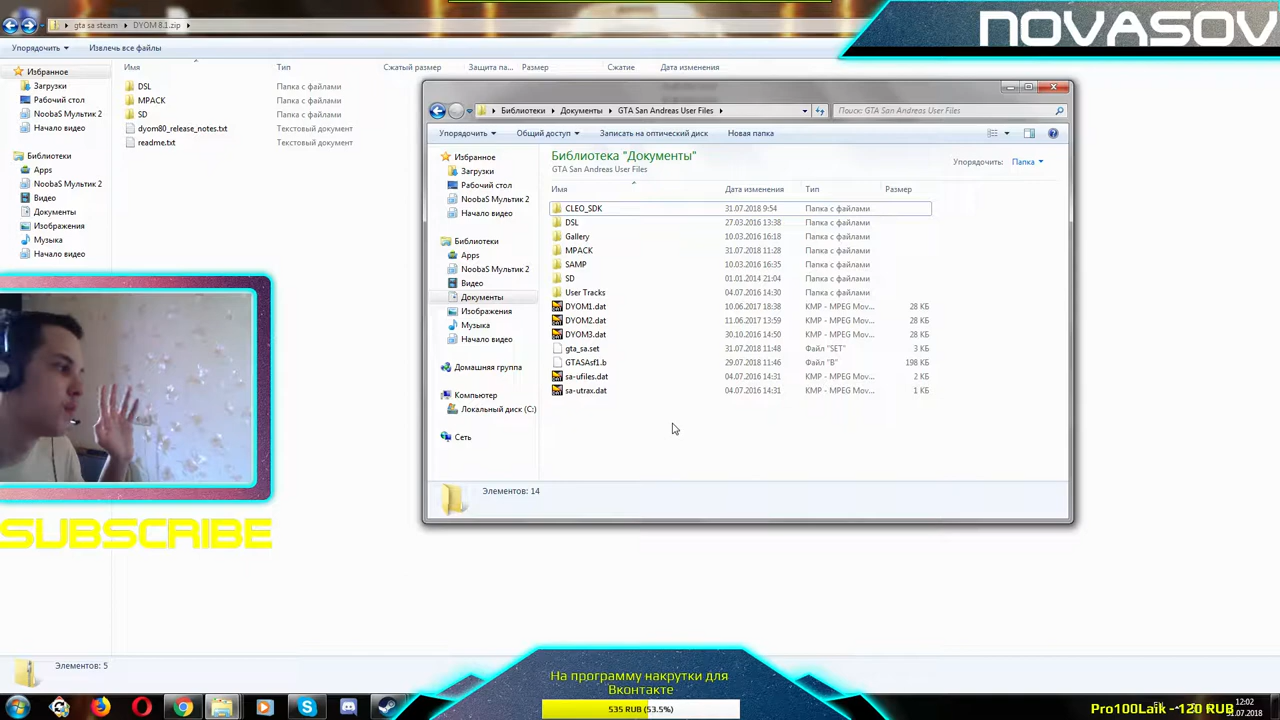 NOVASOV
gta sa steam ▸ DYOM 8.1.zip ▸
Упорядочить Извлечь все файлы
Имя Тип Сжатый размер Защита па... Размер Сжатие Дата изменения
Избранное
Загрузки
Рабочий стол
NoobaS Мультик 2
Начало видео
Библиотеки
Apps
NoobaS Мультик 2
Видео
Документы
Изображения
Музыка
Начало видео
DSL Папка с файлами
MPACK Папка с файлами
SD Папка с файлами
dyom80_release_notes.txt Текстовый документ
readme.txt Текстовый документ
Библиотеки ▸ Документы ▸ GTA San Andreas User Files ▸
Поиск: GTA San Andreas User Files
Упорядочить Общий доступ Записать на оптический диск Новая папка
Библиотека "Документы"
GTA San Andreas User Files
Упорядочить: Папка
Имя Дата изменения Тип Размер
Избранное
Загрузки
Рабочий стол
NoobaS Мультик 2
Начало видео
Библиотеки
Apps
NoobaS Мультик 2
Видео
Документы
Изображения
Музыка
Начало видео
Домашняя группа
Компьютер
Локальный диск (C:)
Сеть
CLEO_SDK 31.07.2018 9:54 Папка с файлами
DSL 27.03.2016 13:38 Папка с файлами
Gallery 10.03.2016 16:18 Папка с файлами
MPACK 31.07.2018 11:28 Папка с файлами
SAMP 10.03.2016 16:35 Папка с файлами
SD 01.01.2014 21:04 Папка с файлами
User Tracks 04.07.2016 14:30 Папка с файлами
DYOM1.dat 10.06.2017 18:38 KMP - MPEG Mov... 28 КБ
DYOM2.dat 11.06.2017 13:59 KMP - MPEG Mov... 28 КБ
DYOM3.dat 30.10.2016 14:50 KMP - MPEG Mov... 28 КБ
gta_sa.set 31.07.2018 11:48 Файл "SET" 3 КБ
GTASAsf1.b 29.07.2018 11:46 Файл "B" 198 КБ
sa-ufiles.dat 04.07.2016 14:31 KMP - MPEG Mov... 2 КБ
sa-utrax.dat 04.07.2016 14:31 KMP - MPEG Mov... 1 КБ
Элементов: 14
SUBSCRIBE
Элементов: 5
На программу накрутки для
Вконтакте
535 RUB (53.5%)
Pro100Laik - 120 RUB
12:02
31.07.2018